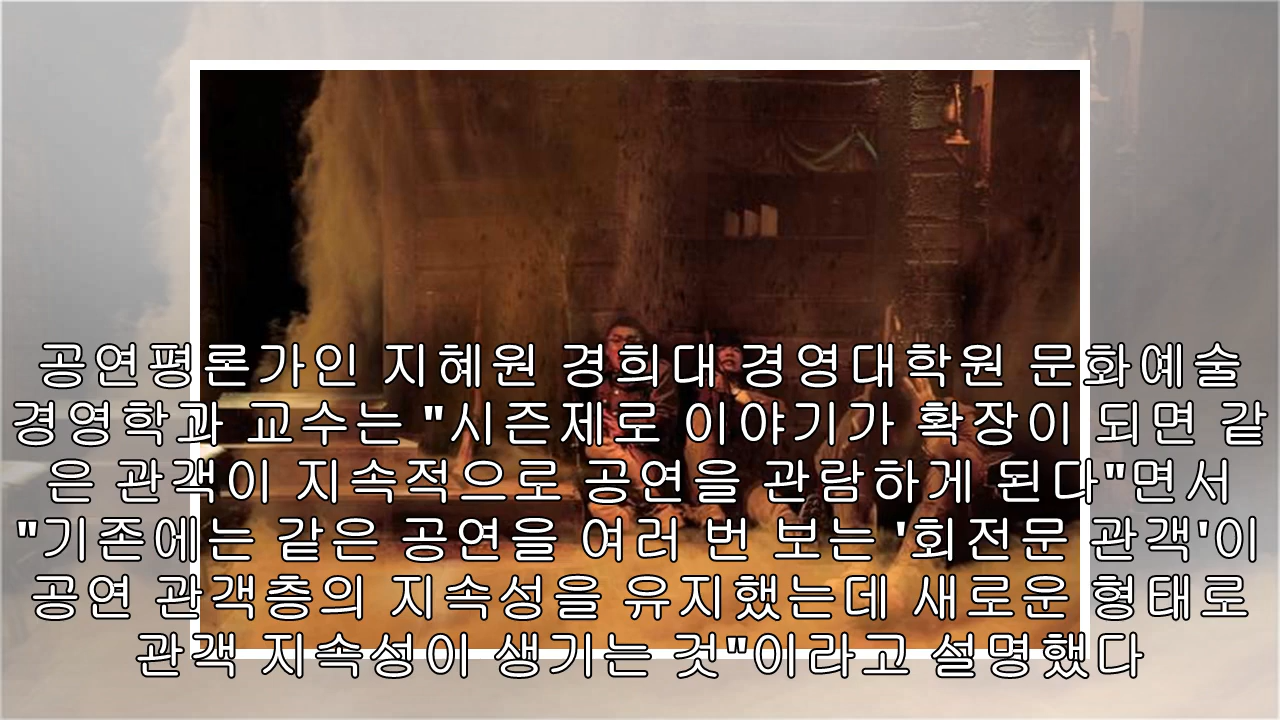 공연평론가인 지혜원 경희대 경영대학원 문화예술
경영학과 교수는 "시즌제로 이야기가 확장이 되면 같
은 관객이 지속적으로 공연을 관람하게 된다"면서
"기존에는 같은 공연을 여러 번 보는 '회전문 관객'이
공연 관객층의 지속성을 유지했는데 새로운 형태로
관객 지속성이 생기는 것"이라고 설명했다